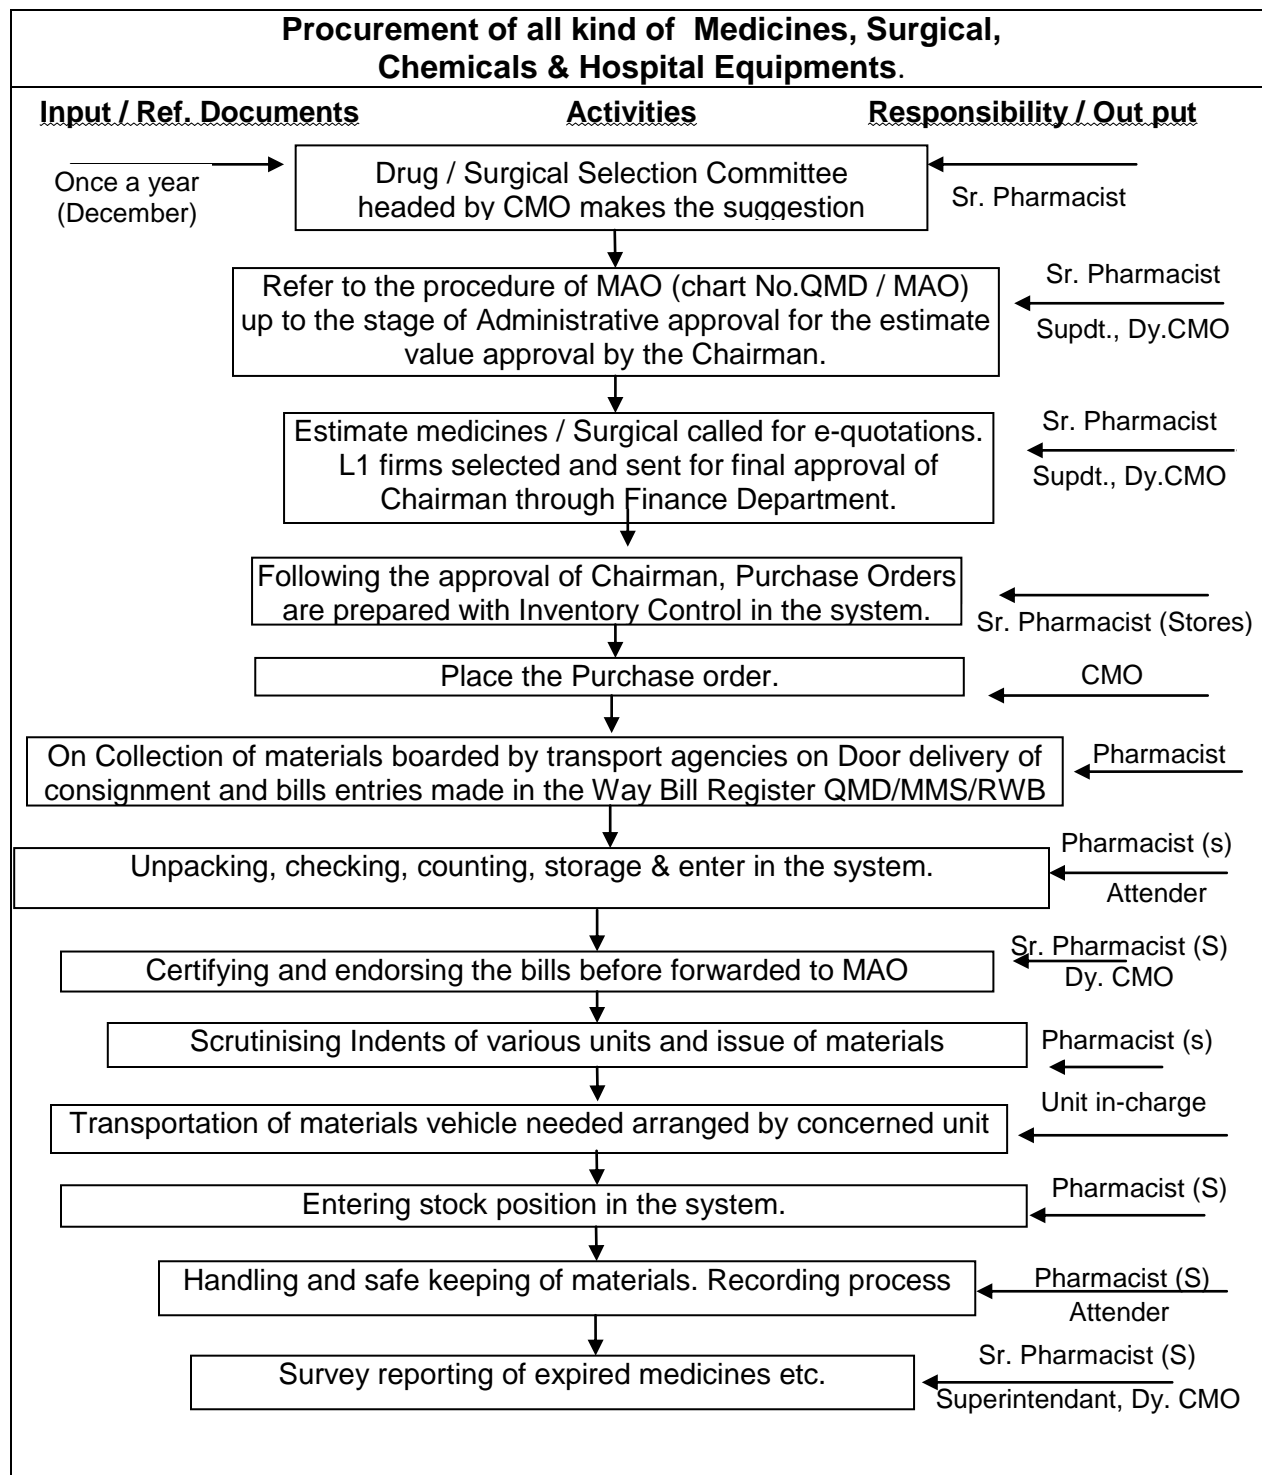 Procurement of all kind of Medicines, Surgical,
Chemicals & Hospital Equipments.
Input / Ref. Documents Activities Responsibility / Out put
Once a year
(December)
Drug / Surgical Selection Committee
headed by CMO makes the suggestion
Sr. Pharmacist
Refer to the procedure of MAO (chart No.QMD / MAO)
up to the stage of Administrative approval for the estimate
value approval by the Chairman.
Sr. Pharmacist
Supdt., Dy.CMO
Estimate medicines / Surgical called for e-quotations.
L1 firms selected and sent for final approval of
Chairman through Finance Department.
Sr. Pharmacist
Supdt., Dy.CMO
Following the approval of Chairman, Purchase Orders
are prepared with Inventory Control in the system.
Sr. Pharmacist (Stores)
Place the Purchase order.
CMO
On Collection of materials boarded by transport agencies on Door delivery of
consignment and bills entries made in the Way Bill Register QMD/MMS/RWB
Pharmacist
Unpacking, checking, counting, storage & enter in the system.
Pharmacist (s)
Attender
Certifying and endorsing the bills before forwarded to MAO
Sr. Pharmacist (S)
Dy. CMO
Scrutinising Indents of various units and issue of materials
Pharmacist (s)
Transportation of materials vehicle needed arranged by concerned unit
Unit in-charge
Entering stock position in the system.
Pharmacist (S)
Handling and safe keeping of materials. Recording process
Pharmacist (S)
Attender
Survey reporting of expired medicines etc.
Sr. Pharmacist (S)
Superintendant, Dy. CMO